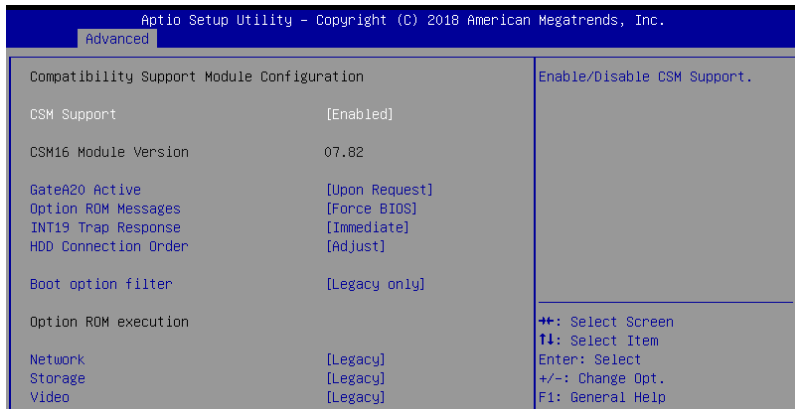 Aptio Setup Utility – Copyright (C) 2018 American Megatrends, Inc.
Advanced
Compatibility Support Module Configuration
CSM Support [Enabled]
CSM16 Module Version 07.82
GateA20 Active [Upon Request]
Option ROM Messages [Force BIOS]
INT19 Trap Response [Immediate]
HDD Connection Order [Adjust]
Boot option filter [Legacy only]
Option ROM execution
Network [Legacy]
Storage [Legacy]
Video [Legacy]
Enable/Disable CSM Support.
→←: Select Screen
↑↓: Select Item
Enter: Select
+/-: Change Opt.
F1: General Help